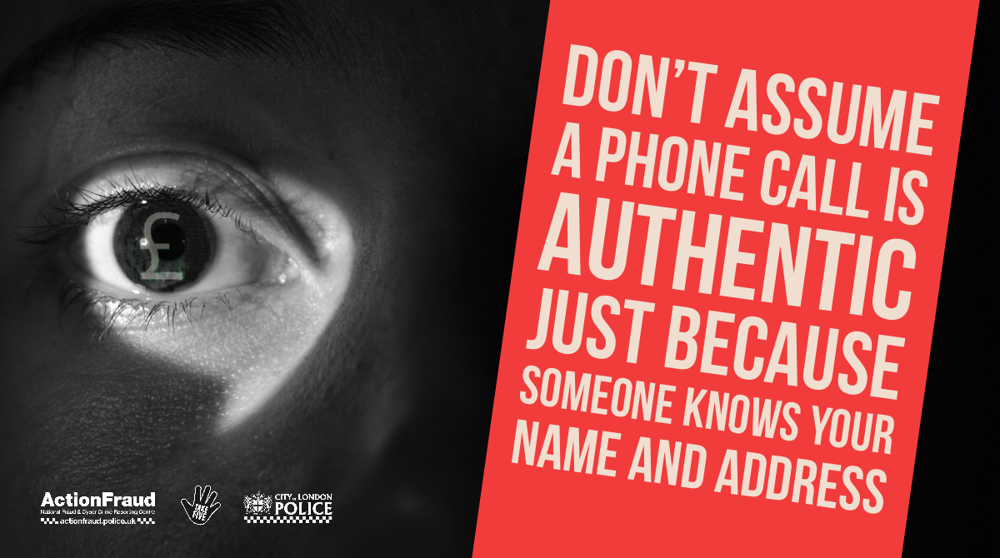 DON'T ASSUME
A PHONE CALL IS
AUTHENTIC
JUST BECAUSE
SOMEONE KNOWS YOUR
NAME AND ADDRESS
£
ActionFraud
National Fraud & Cyber Crime Reporting Centre
actionfraud.police.uk
TAKE
FIVE
CITY OF LONDON
POLICE